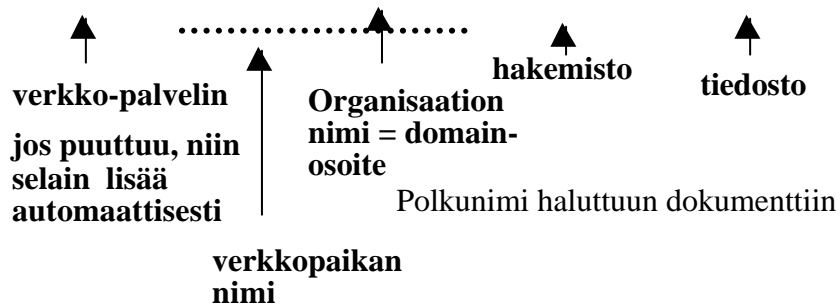 verkko-palvelin
jos puuttuu, niin
selain lisää
automaattisesti
verkkopaikan
nimi
Organisaation
nimi = domain-
osoite
hakemisto
tiedosto
Polkunimi haluttuun dokumenttiin